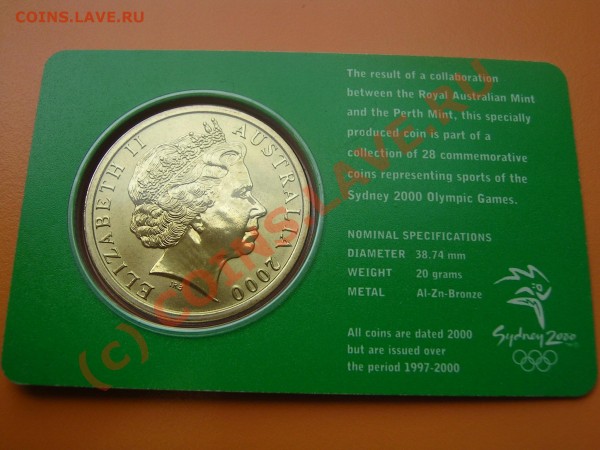 COINS.LAVE.RU
ELIZABETH II AUSTRALIA 2000
The result of a collaboration
between the Royal Australian Mint
and the Perth Mint, this specially
produced coin is part of a
collection of 28 commemorative
coins representing sports of the
Sydney 2000 Olympic Games.
NOMINAL SPECIFICATIONS
DIAMETER 38.74 mm
WEIGHT 20 grams
METAL Al-Zn-Bronze
All coins are dated 2000
but are issued over
the period 1997-2000
Sydney 2000
(c) COINS.LAVE.RU
COINS.LAVE.RU